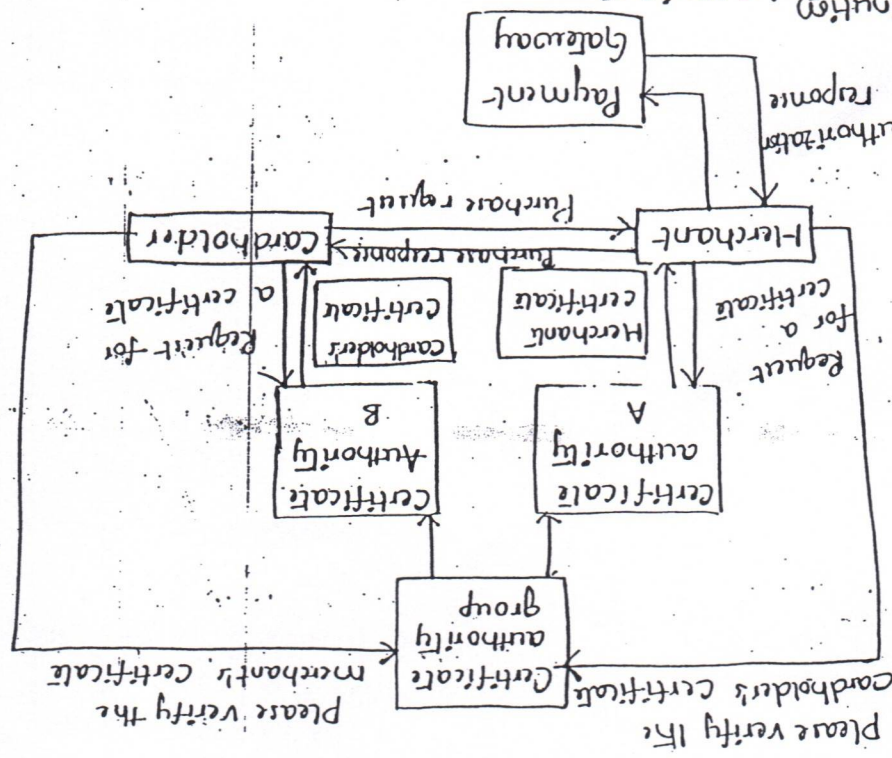 Please verify the
cardholder's certificate
Please verify the
merchant's certificate
Certificate
authority
group
Certificate
authority
A
Certificate
Authority
B
Request
for a
certificate
Merchant
certificate
Cardholder's
certificate
Request for
a certificate
Merchant
Purchase response
Purchase request
Cardholder
uthorization
response
Payment
Gateway